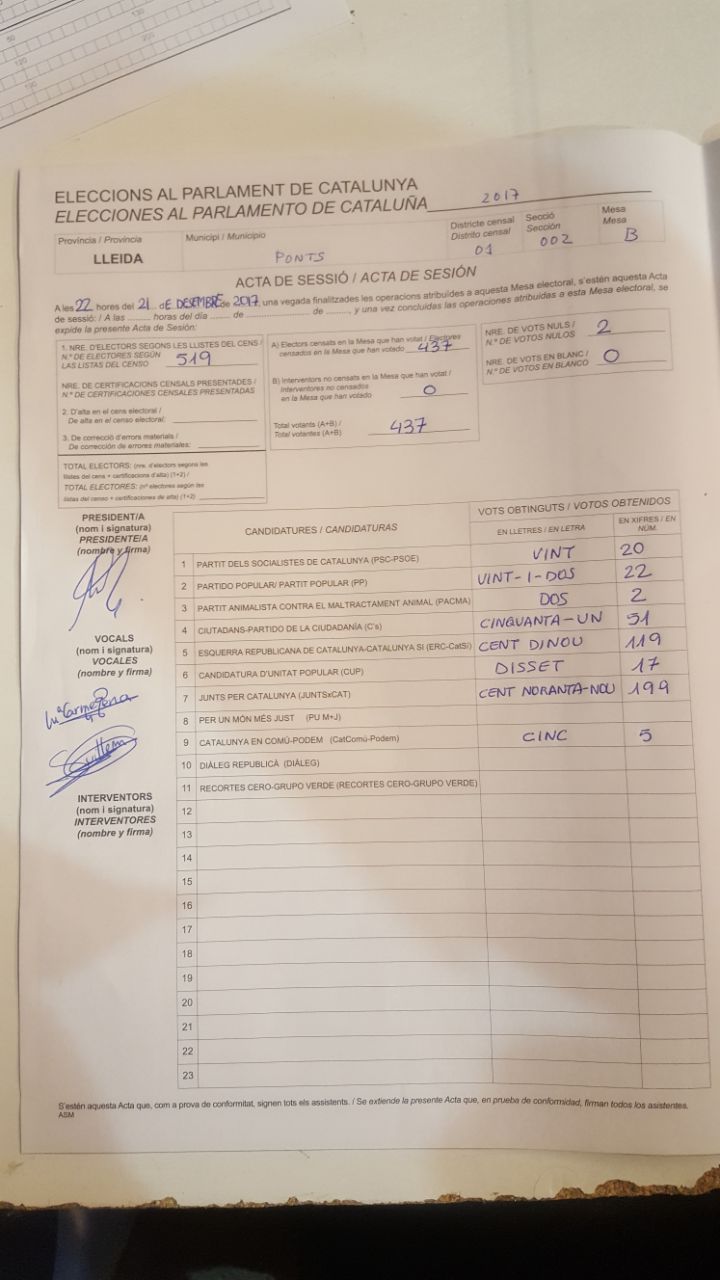 50
130
120
200
190
ELECCIONS AL PARLAMENT DE CATALUNYA
ELECCIONES AL PARLAMENTO DE CATALUÑA 2017
Provincia / Provincia
LLEIDA
Municipi / Municipio
PONTS
Districte censal
Distrito censal
01
Secció
Sección
002
Mesa
Mesa
B
ACTA DE SESSIÓ / ACTA DE SESIÓN
A les 22 hores del 21 de DESEMBRE de 2017, una vegada finalitzades les operacions atribuïdes a aquesta Mesa electoral, s'estén aquesta Acta
de sessió: / A las ........ horas del día ........ de ........ de ........, y una vez concluidas las operaciones atribuidas a esta Mesa electoral, se
expide la presente Acta de Sesión:
1. NRE. D'ELECTORS SEGONS LES LLISTES DEL CENS /
N.º DE ELECTORES SEGÚN
LAS LISTAS DEL CENSO 519
NRE. DE CERTIFICACIONS CENSALS PRESENTADES /
N.º DE CERTIFICACIONES CENSALES PRESENTADAS
2. D'alta en el cens electoral /
De alta en el censo electoral:
3. De correcció d'errors materials /
De corrección de errores materiales:
TOTAL ELECTORS: (nre. d'electors segons les
llistes del cens + certificacions d'alta) (1+2) /
TOTAL ELECTORES: (nº electores según las
listas del censo + certificaciones de alta) (1+2)
A) Electors censats en la Mesa que han votat / Electores
censados en la Mesa que han votado 437
B) Interventors no censats en la Mesa que han votat /
Interventores no censados
en la Mesa que han votado 0
Total votants (A+B) /
Total votantes (A+B) 437
NRE. DE VOTS NULS /
N.º DE VOTOS NULOS 2
NRE. DE VOTS EN BLANC /
N.º DE VOTOS EN BLANCO 0
PRESIDENT/A
(nom i signatura)
PRESIDENTE/A
(nombre y firma)
VOCALS
(nom i signatura)
VOCALES
(nombre y firma)
INTERVENTORS
(nom i signatura)
INTERVENTORES
(nombre y firma)
CANDIDATURES / CANDIDATURAS
VOTS OBTINGUTS / VOTOS OBTENIDOS
EN LLETRES / EN LETRA
EN XIFRES / EN NÚM.
1 PARTIT DELS SOCIALISTES DE CATALUNYA (PSC-PSOE) VINT 20
2 PARTIDO POPULAR/ PARTIT POPULAR (PP) VINT-I-DOS 22
3 PARTIT ANIMALISTA CONTRA EL MALTRACTAMENT ANIMAL (PACMA) DOS 2
4 CIUTADANS-PARTIDO DE LA CIUDADANÍA (C's) CINQUANTA-UN 51
5 ESQUERRA REPUBLICANA DE CATALUNYA-CATALUNYA SI (ERC-CatSí) CENT DINOU 119
6 CANDIDATURA D'UNITAT POPULAR (CUP) DISSET 17
7 JUNTS PER CATALUNYA (JUNTSxCAT) CENT NORANTA-NOU 199
8 PER UN MÓN MÉS JUST (PU M+J)
9 CATALUNYA EN COMÚ-PODEM (CatComú-Podem) CINC 5
10 DIÀLEG REPUBLICÀ (DIÀLEG)
11 RECORTES CERO-GRUPO VERDE (RECORTES CERO-GRUPO VERDE)
12
13
14
15
16
17
18
19
20
21
22
23
S'estén aquesta Acta que, com a prova de conformitat, signen tots els assistents. / Se extiende la presente Acta que, en prueba de conformidad, firman todos los asistentes.
ASM